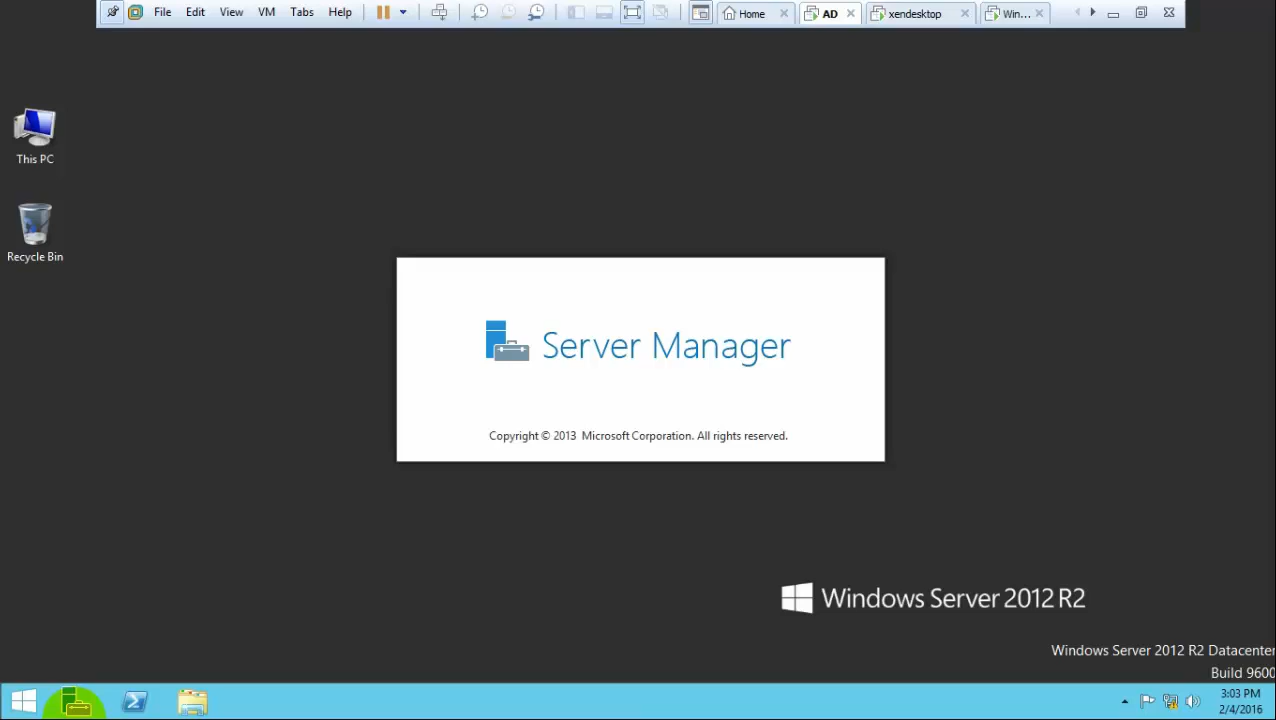 File Edit View VM Tabs Help Home AD xendesktop Win...
This PC
Recycle Bin
Server Manager
Copyright © 2013 Microsoft Corporation. All rights reserved.
Windows Server 2012 R2
Windows Server 2012 R2 Datacenter
Build 9600
3:03 PM
2/4/2016